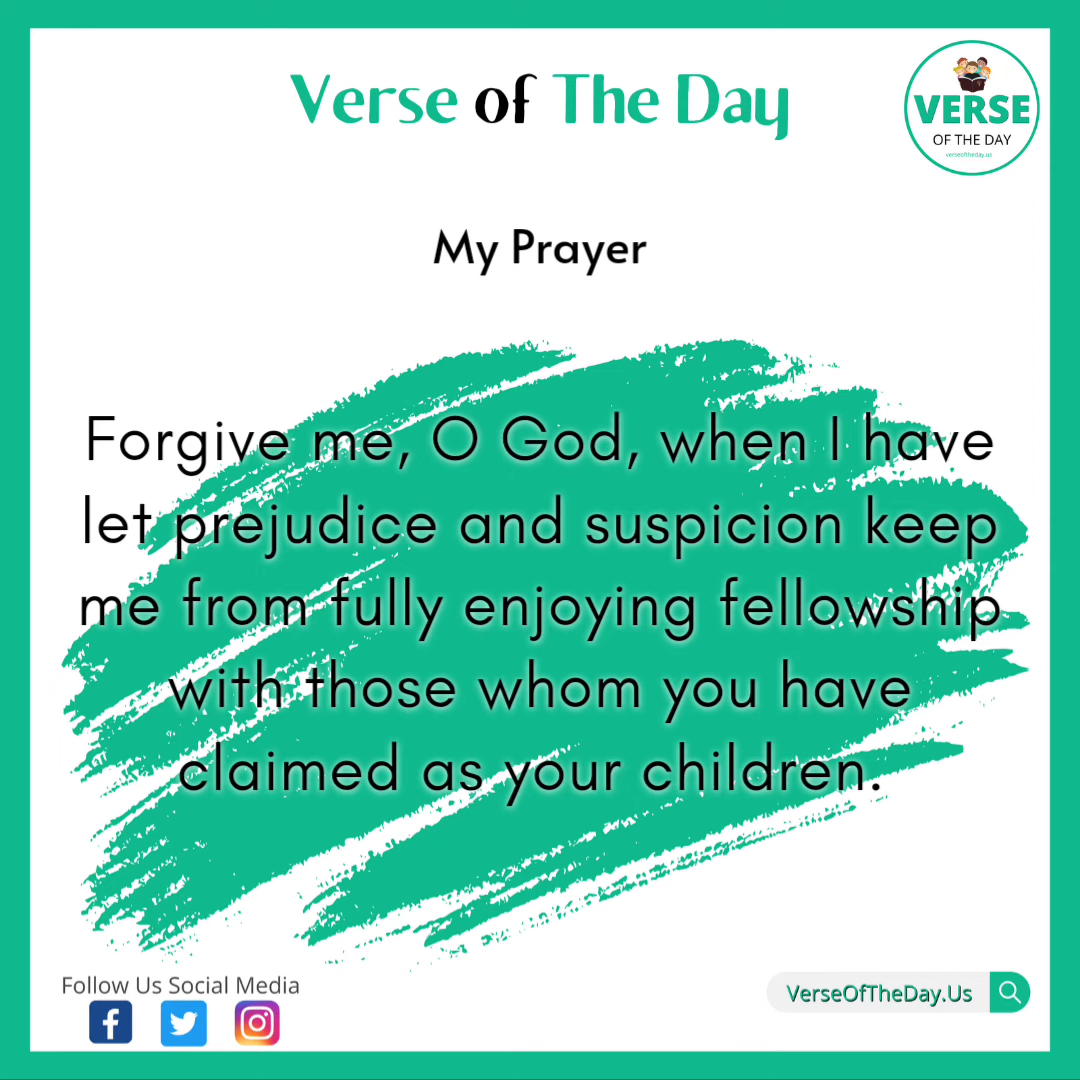 Verse of The Day
VERSE
OF THE DAY
verseoftheday.us
My Prayer
Forgive me, O God, when I have
let prejudice and suspicion keep
me from fully enjoying fellowship
with those whom you have
claimed as your children.
Follow Us Social Media
VerseOfTheDay.Us